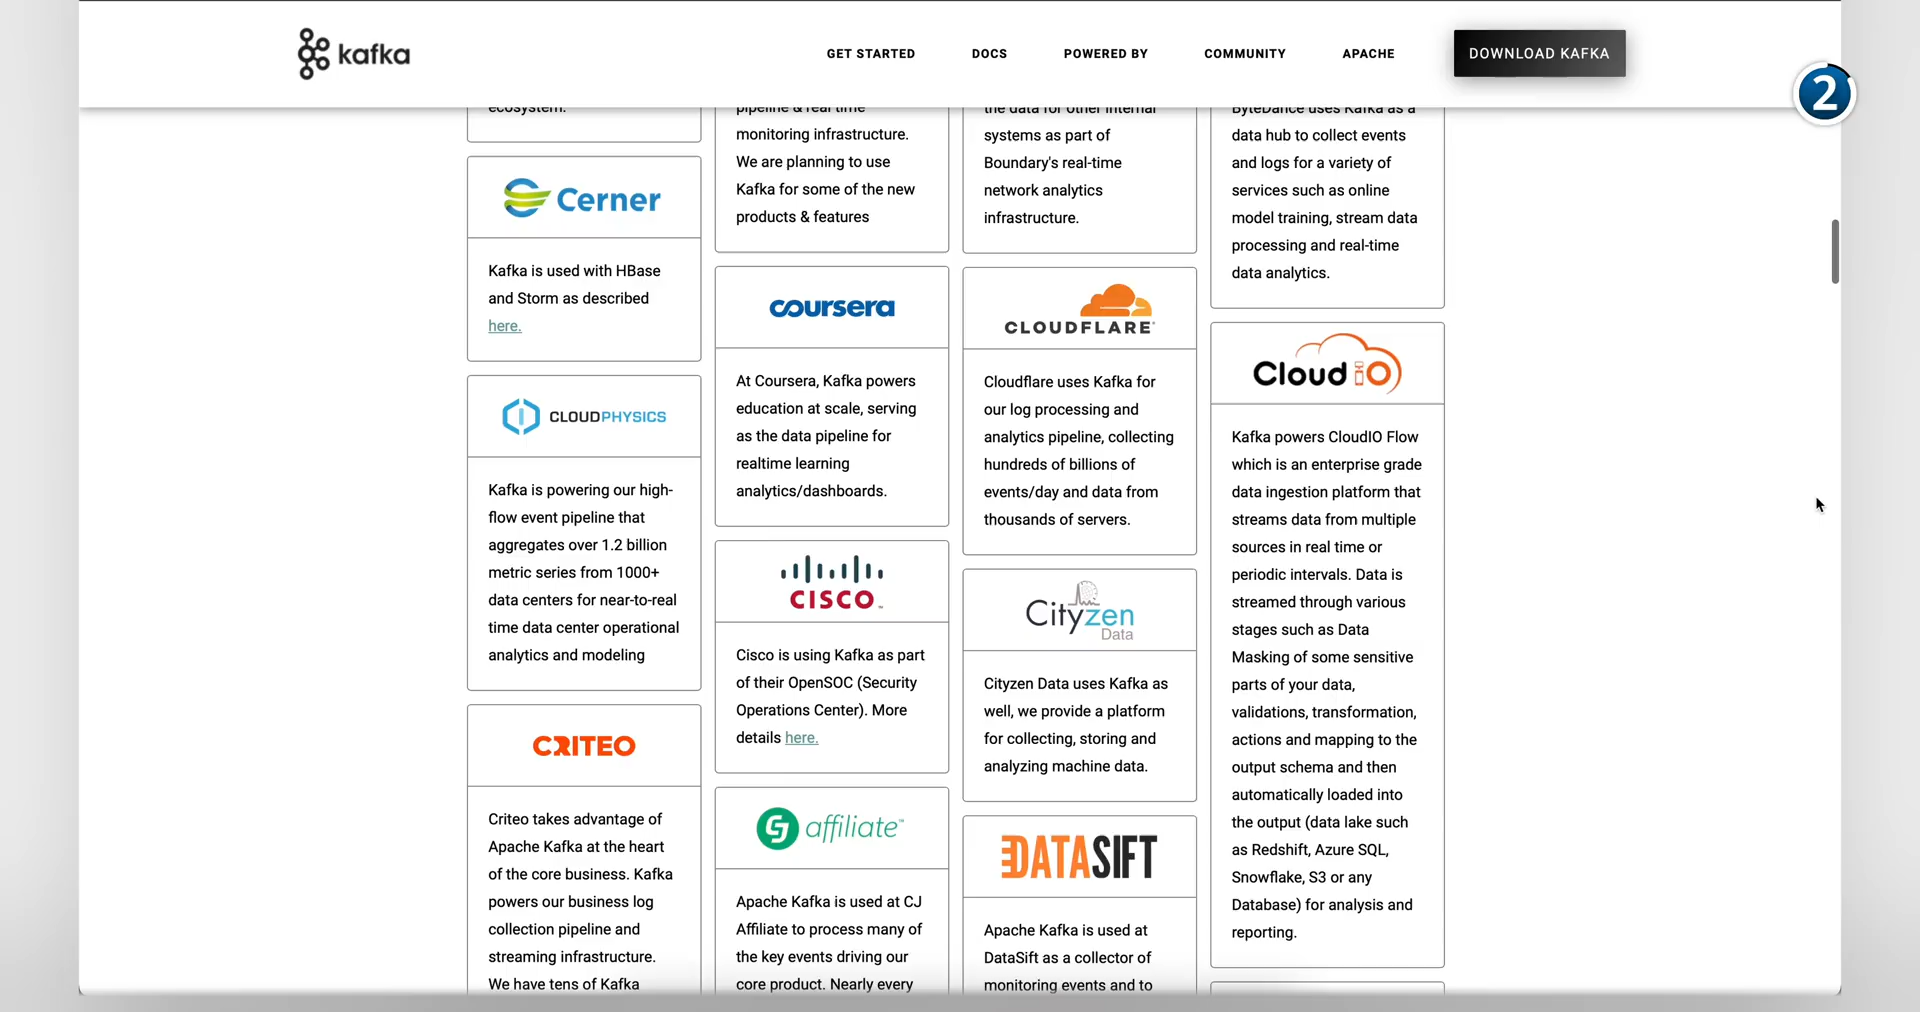 kafka
GET STARTED
DOCS
POWERED BY
COMMUNITY
APACHE
DOWNLOAD KAFKA
2
ecosystem.
Cerner
Kafka is used with HBase
and Storm as described
here.
CLOUDPHYSICS
Kafka is powering our high-
flow event pipeline that
aggregates over 1.2 billion
metric series from 1000+
data centers for near-to-real
time data center operational
analytics and modeling
CRITEO
Criteo takes advantage of
Apache Kafka at the heart
of the core business. Kafka
powers our business log
collection pipeline and
streaming infrastructure.
We have tens of Kafka
pipeline & real time
monitoring infrastructure.
We are planning to use
Kafka for some of the new
products & features
coursera
At Coursera, Kafka powers
education at scale, serving
as the data pipeline for
realtime learning
analytics/dashboards.
CISCO
Cisco is using Kafka as part
of their OpenSOC (Security
Operations Center). More
details here.
CJ affiliate™
Apache Kafka is used at CJ
Affiliate to process many of
the key events driving our
core product. Nearly every
the data for other internal
systems as part of
Boundary's real-time
network analytics
infrastructure.
CLOUDFLARE
Cloudflare uses Kafka for
our log processing and
analytics pipeline, collecting
hundreds of billions of
events/day and data from
thousands of servers.
Cityzen
Data
Cityzen Data uses Kafka as
well, we provide a platform
for collecting, storing and
analyzing machine data.
DATASIFT
Apache Kafka is used at
DataSift as a collector of
monitoring events and to
ByteDance uses Kafka as a
data hub to collect events
and logs for a variety of
services such as online
model training, stream data
processing and real-time
data analytics.
Cloud iO
Kafka powers CloudIO Flow
which is an enterprise grade
data ingestion platform that
streams data from multiple
sources in real time or
periodic intervals. Data is
streamed through various
stages such as Data
Masking of some sensitive
parts of your data,
validations, transformation,
actions and mapping to the
output schema and then
automatically loaded into
the output (data lake such
as Redshift, Azure SQL,
Snowflake, S3 or any
Database) for analysis and
reporting.